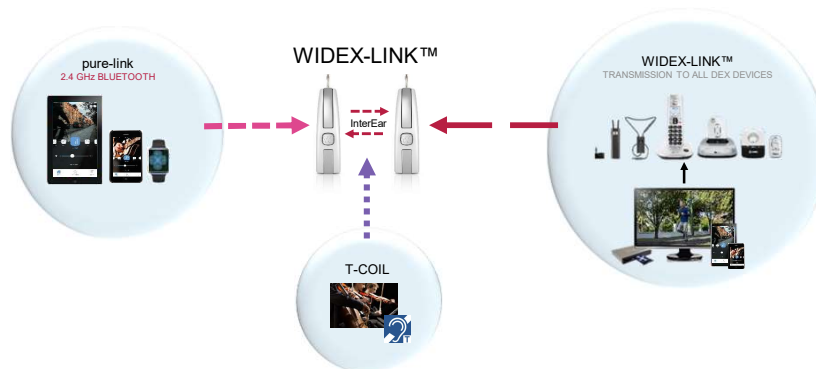 pure-link
2.4 GHz BLUETOOTH
WIDEX-LINK™
InterEar
WIDEX-LINK™
TRANSMISSION TO ALL DEX DEVICES
T-COIL
T